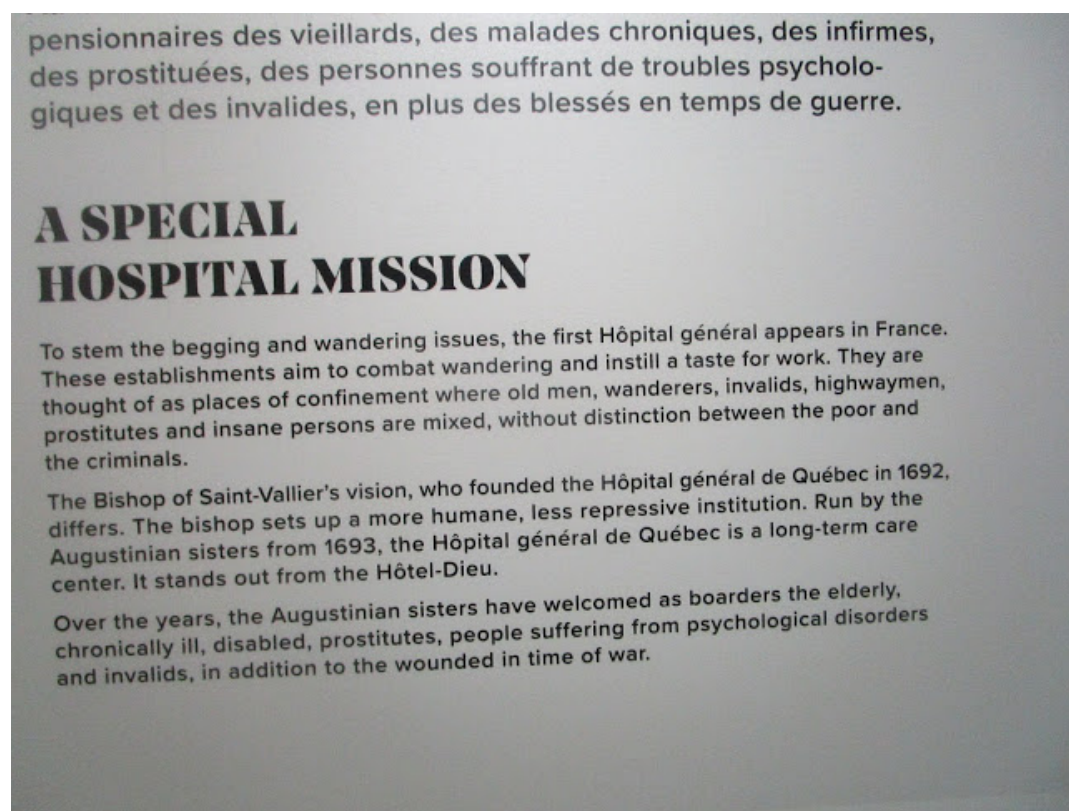 pensionnaires des vieillards, des malades chroniques, des infirmes,
des prostituées, des personnes souffrant de troubles psycholo-
giques et des invalides, en plus des blessés en temps de guerre.
A SPECIAL
HOSPITAL MISSION
To stem the begging and wandering issues, the first Hôpital général appears in France.
These establishments aim to combat wandering and instill a taste for work. They are
thought of as places of confinement where old men, wanderers, invalids, highwaymen,
prostitutes and insane persons are mixed, without distinction between the poor and
the criminals.
The Bishop of Saint-Vallier's vision, who founded the Hôpital général de Québec in 1692,
differs. The bishop sets up a more humane, less repressive institution. Run by the
Augustinian sisters from 1693, the Hôpital général de Québec is a long-term care
center. It stands out from the Hôtel-Dieu.
Over the years, the Augustinian sisters have welcomed as boarders the elderly,
chronically ill, disabled, prostitutes, people suffering from psychological disorders
and invalids, in addition to the wounded in time of war.